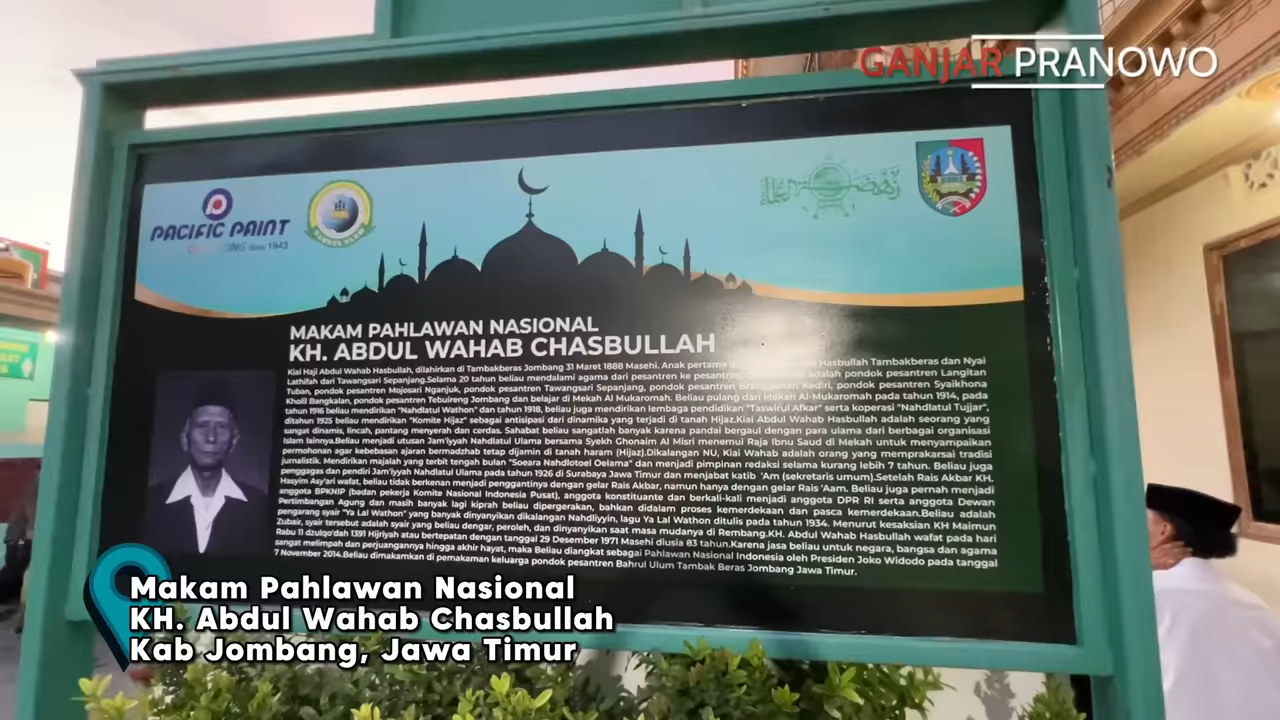 GANJAR PRANOWO
PACIFIC PAINT
since 1943
BAHRUL ULUM
MAKAM PAHLAWAN NASIONAL
KH. ABDUL WAHAB CHASBULLAH
Kiai Haji Abdul Wahab Hasbullah, dilahirkan di Tambakberas Jombang 31 Maret 1888 Masehi. Anak pertama Hasbullah Tambakberas dan Nyai
Lathifah dari Tawangsari Sepanjang.Selama 20 tahun beliau mendalami agama dari pesantren ke pesantren, adalah pondok pesantren Langitan
Tuban, pondok pesantren Mojosari Nganjuk, pondok pesantren Tawangsari Sepanjang, pondok pesantren Kediri, pondok pesantren Syaikhona
Kholil Bangkalan, pondok pesantren Tebuireng Jombang dan belajar di Mekah Al Mukaromah. Beliau pulang dari Mekah Al-Mukaromah pada tahun 1914, pada
tahun 1916 beliau mendirikan "Nahdlatul Wathon" dan tahun 1918, beliau juga mendirikan lembaga pendidikan "Taswirul Afkar" serta koperasi "Nahdlatul Tujjar",
ditahun 1925 beliau mendirikan "Komite Hijaz" sebagai antisipasi dari dinamika yang terjadi di tanah Hijaz.Kiai Abdul Wahab Hasbullah adalah seorang yang
sangat dinamis, lincah, pantang menyerah dan cerdas. Sahabat beliau sangatlah banyak karena pandai bergaul dengan para ulama dari berbagai organisasi
Islam lainnya.Beliau menjadi utusan Jam'iyyah Nahdlatul Ulama bersama Syekh Ghonaim Al Misri menemui Raja Ibnu Saud di Mekah untuk menyampaikan
permohonan agar kebebasan ajaran bermadzhab tetap dijamin di tanah haram (Hijaz).Dikalangan NU, Kiai Wahab adalah orang yang memprakarsai tradisi
jurnalistik. Mendirikan majalah yang terbit tengah bulan "Soeara Nahdlotoel Oelama" dan menjadi pimpinan redaksi selama kurang lebih 7 tahun. Beliau juga
penggagas dan pendiri Jam'iyyah Nahdlatul Ulama pada tahun 1926 di Surabaya Jawa Timur dan menjabat katib 'Am (sekretaris umum).Setelah Rais Akbar KH.
Hasyim Asy'ari wafat, beliau tidak berkenan menjadi penggantinya dengan gelar Rais Akbar, namun hanya dengan gelar Rais 'Aam. Beliau juga pernah menjadi
anggota BPKNIP (badan pekerja Komite Nasional Indonesia Pusat), anggota konstituante dan berkali-kali menjadi anggota DPR RI serta anggota Dewan
Pertimbangan Agung dan masih banyak lagi kiprah beliau dipergerakan, bahkan didalam proses kemerdekaan dan pasca kemerdekaan.Beliau adalah
pengarang syair "Ya Lal Wathon" yang banyak dinyanyikan dikalangan Nahdliyyin, lagu Ya Lal Wathon ditulis pada tahun 1934. Menurut kesaksian KH Maimun
Zubair, syair tersebut adalah syair yang beliau dengar, peroleh, dan dinyanyikan saat masa mudanya di Rembang.KH. Abdul Wahab Hasbullah wafat pada hari
Rabu 11 dzulqo'dah 1391 Hijriyah atau bertepatan dengan tanggal 29 Desember 1971 Masehi diusia 83 tahun.Karena jasa beliau untuk negara, bangsa dan agama
sangat melimpah dan perjuangannya hingga akhir hayat, maka Beliau diangkat sebagai Pahlawan Nasional Indonesia oleh Presiden Joko Widodo pada tanggal
7 November 2014.Beliau dimakamkan di pemakaman keluarga pondok pesantren Bahrul Ulum Tambak Beras Jombang Jawa Timur.
Makam Pahlawan Nasional
KH. Abdul Wahab Chasbullah
Kab Jombang, Jawa Timur